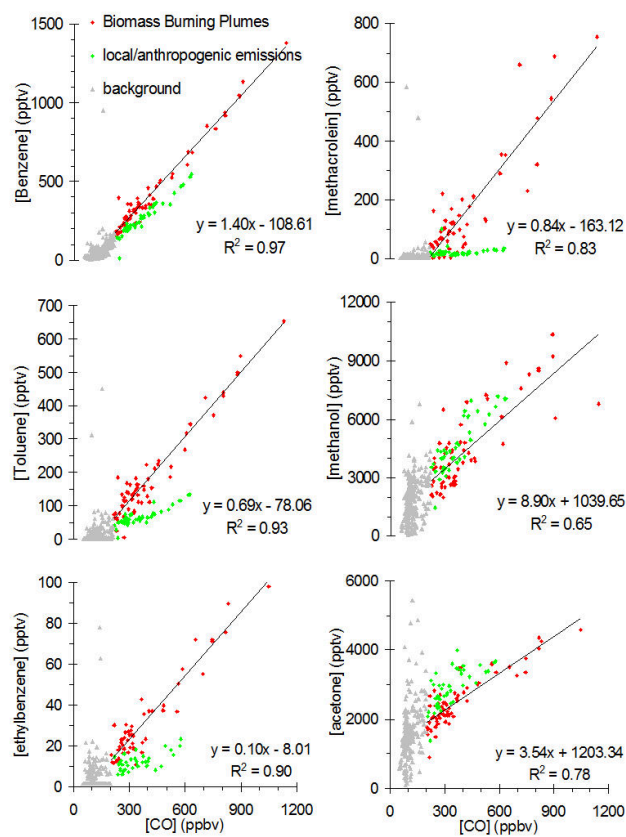 1500
1000
500
0
[Benzene] (pptv)
Biomass Burning Plumes
local/anthropogenic emissions
background
y = 1.40x - 108.61
R² = 0.97
800
600
400
200
0
[methacrolein] (pptv)
y = 0.84x - 163.12
R² = 0.83
700
600
500
400
300
200
100
0
[Toluene] (pptv)
y = 0.69x - 78.06
R² = 0.93
12000
9000
6000
3000
0
[methanol] (pptv)
y = 8.90x + 1039.65
R² = 0.65
100
80
60
40
20
0
[ethylbenzene] (pptv)
y = 0.10x - 8.01
R² = 0.90
0 300 600 900 1200
[CO] (ppbv)
6000
4000
2000
0
[acetone] (pptv)
y = 3.54x + 1203.34
R² = 0.78
0 300 600 900 1200
[CO] (ppbv)